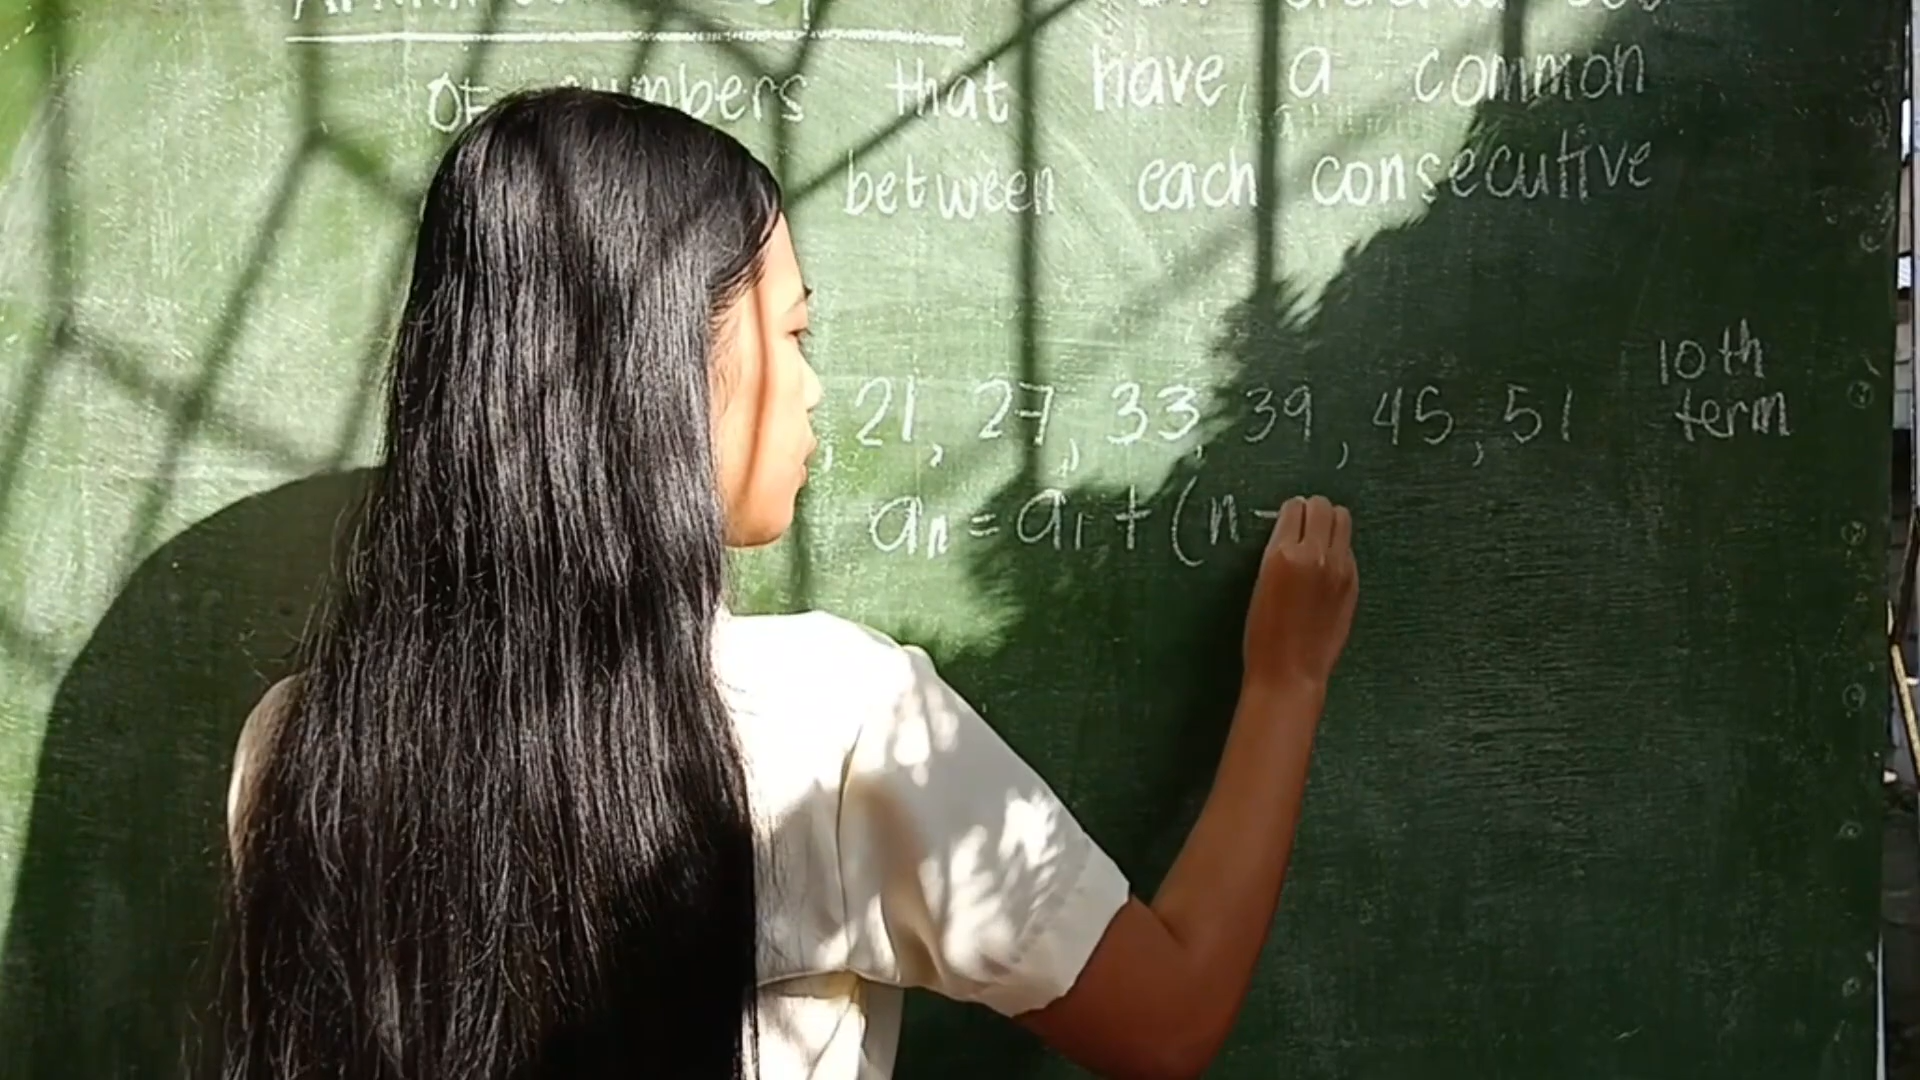 OF numbers that have a common
between each consecutive
, 21, 27, 33, 39, 45, 51
10th
term
an = a1 + (n -